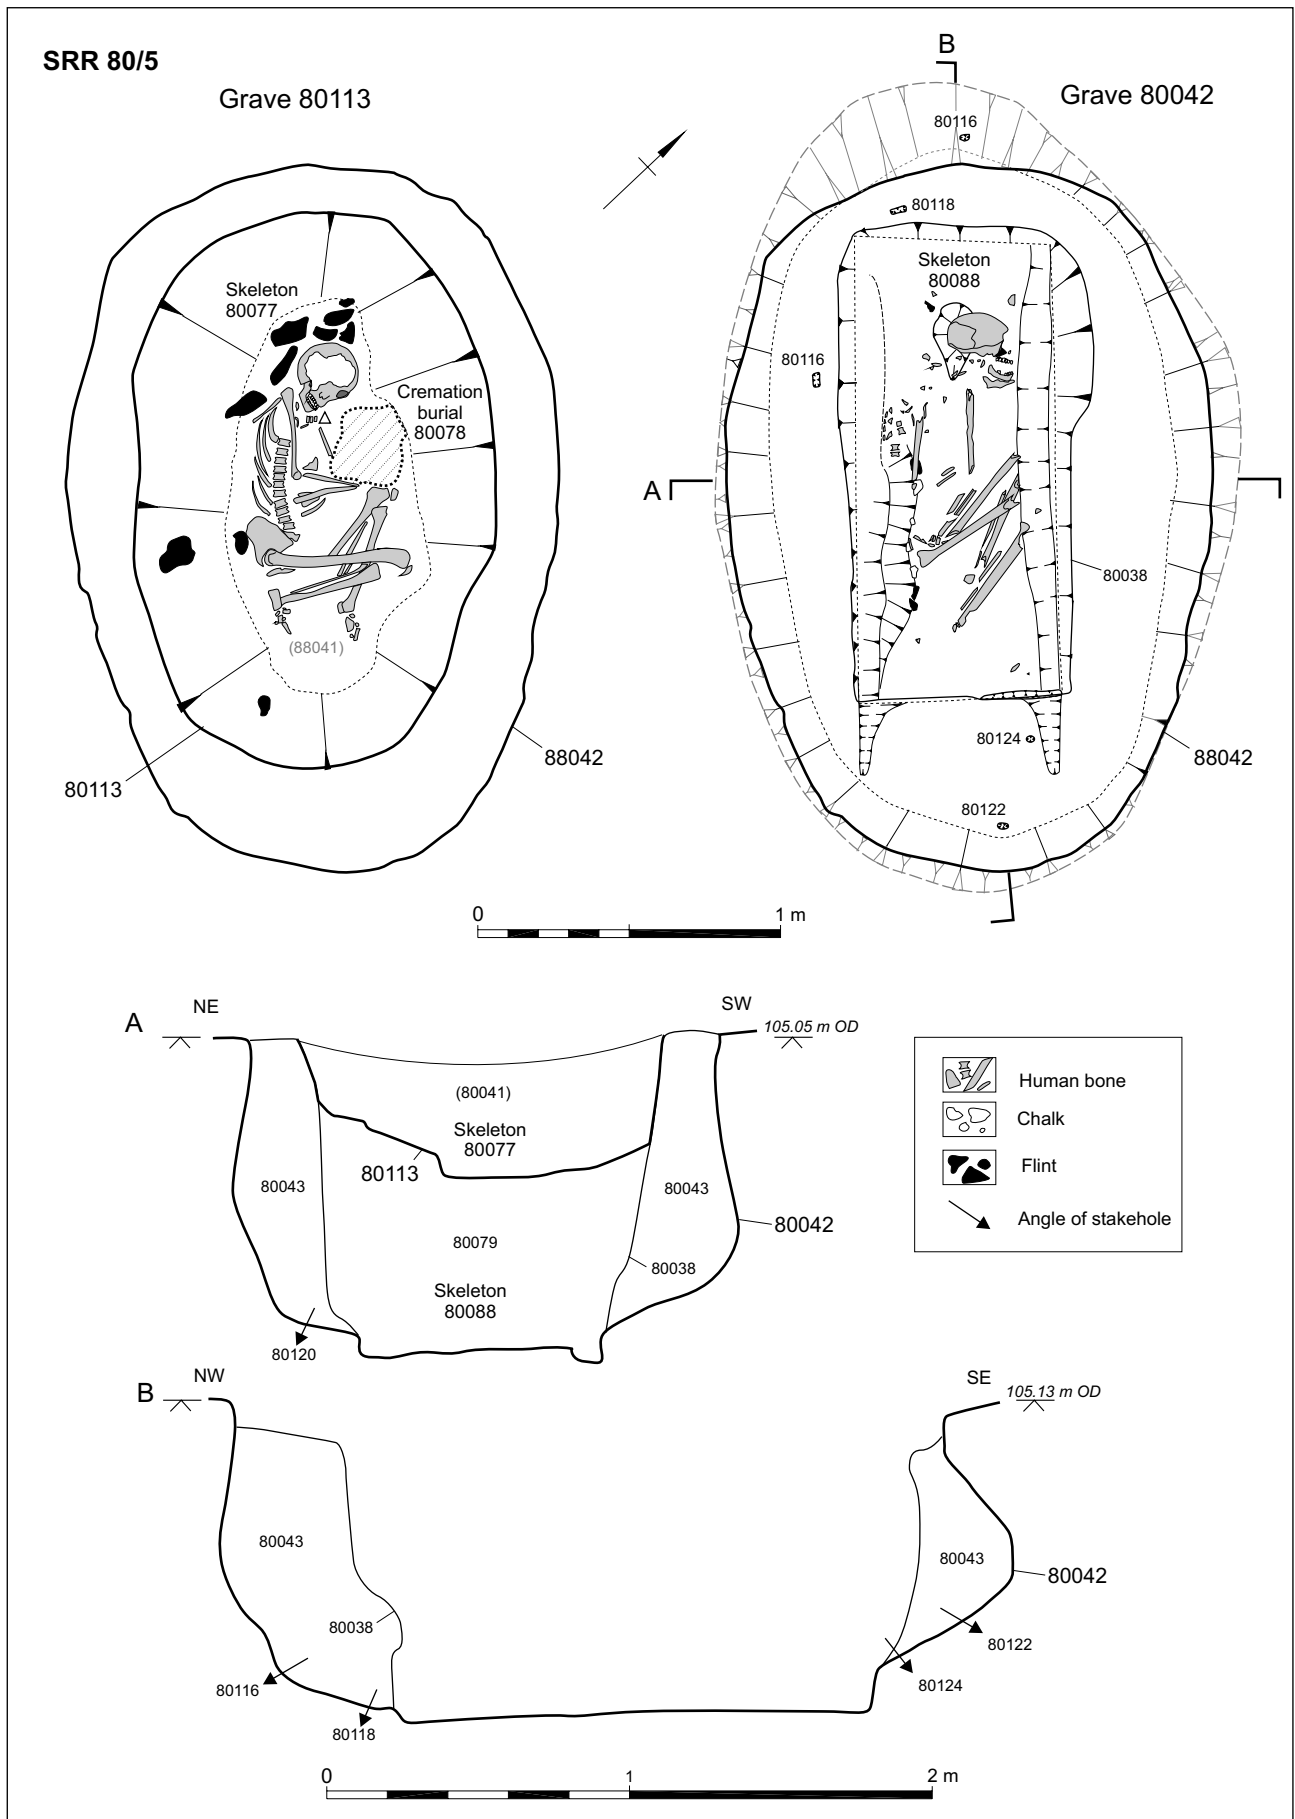 SRR 80/5
Grave 80113
Grave 80042
B
80116
80118
Skeleton
80077
Skeleton
80088
80116
Cremation
burial
80078
A
80038
(88041)
80124
88042
88042
80113
80122
0 1 m
NE
SW
A
105.05 m OD
(80041)
Skeleton
80077
80113
80043
80043
80042
80079
80038
Skeleton
80088
80120
Human bone
Chalk
Flint
Angle of stakehole
NW
SE
B
105.13 m OD
80043
80043
80042
80038
80122
80124
80116
80118
0 1 2 m